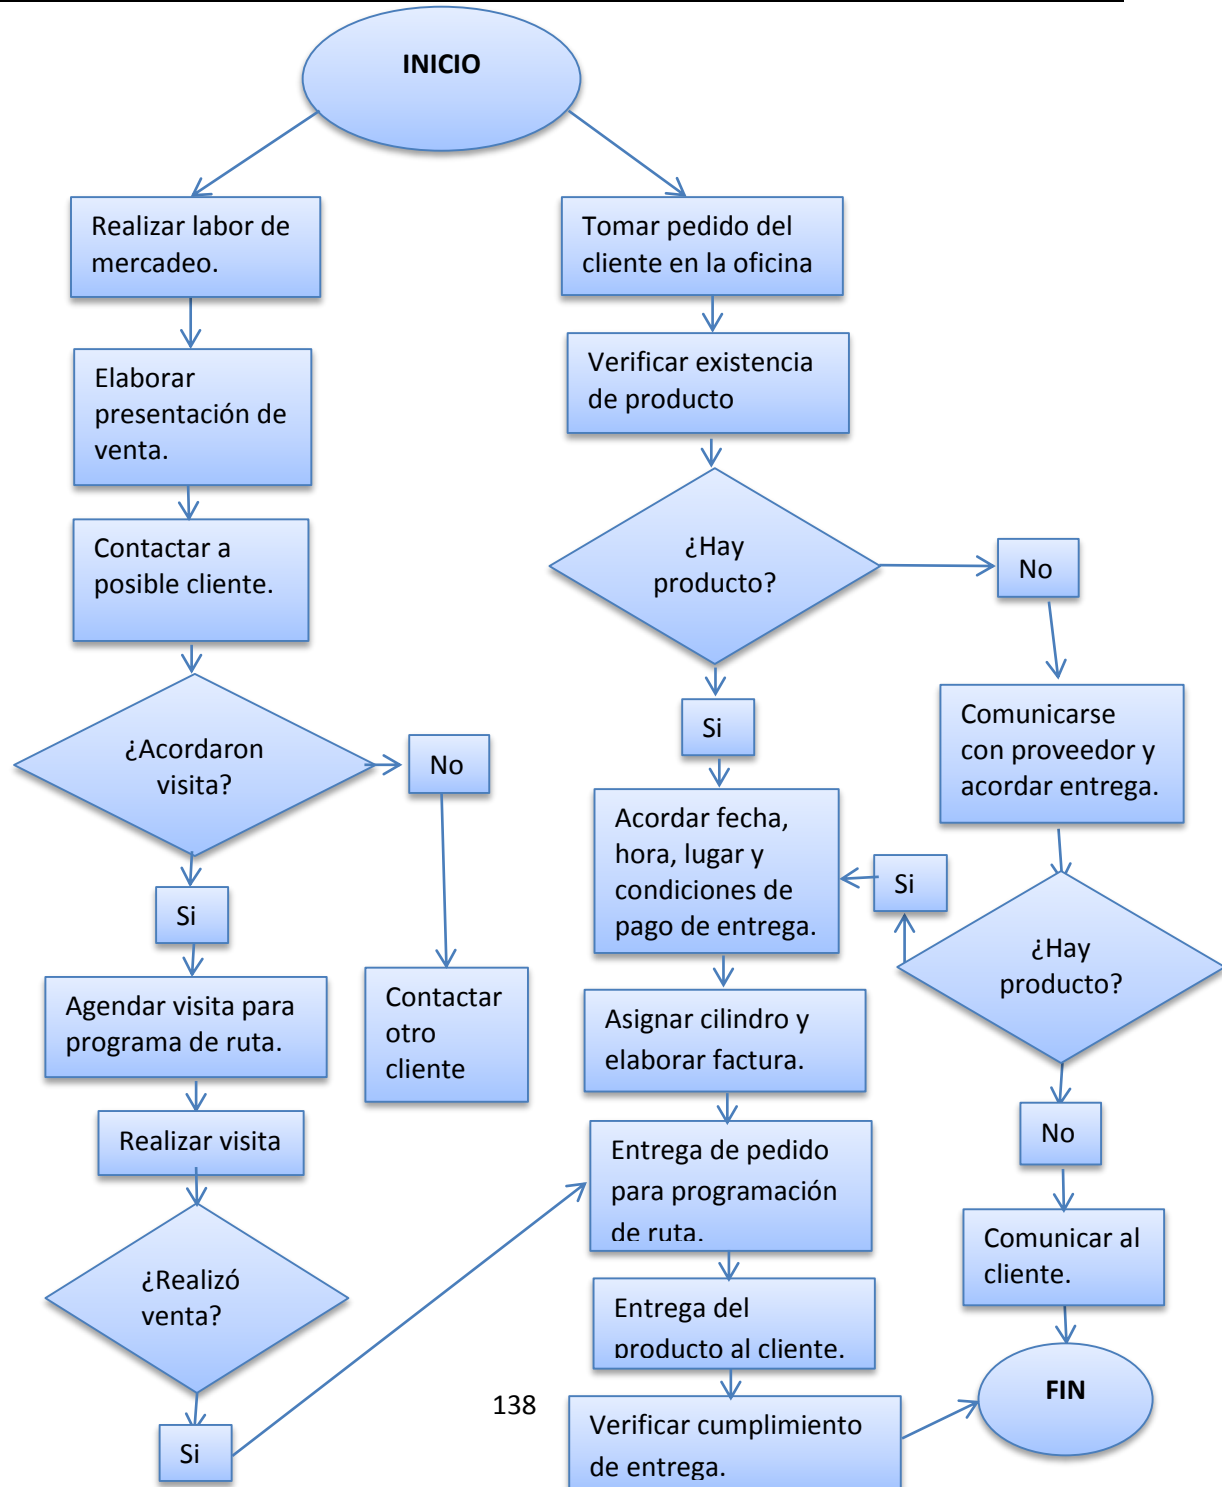 INICIO
Realizar labor de
mercadeo.
Elaborar
presentación de
venta.
Contactar a
posible cliente.
¿Acordaron
visita?
No
Si
Contactar
otro
cliente
Agendar visita para
programa de ruta.
Realizar visita
¿Realizó
venta?
Si
Tomar pedido del
cliente en la oficina
Verificar existencia
de producto
¿Hay
producto?
No
Si
Comunicarse
con proveedor y
acordar entrega.
Acordar fecha,
hora, lugar y
condiciones de
pago de entrega.
Si
¿Hay
producto?
Asignar cilindro y
elaborar factura.
No
Entrega de pedido
para programación
de ruta.
Comunicar al
cliente.
Entrega del
producto al cliente.
FIN
Verificar cumplimiento
de entrega.
138